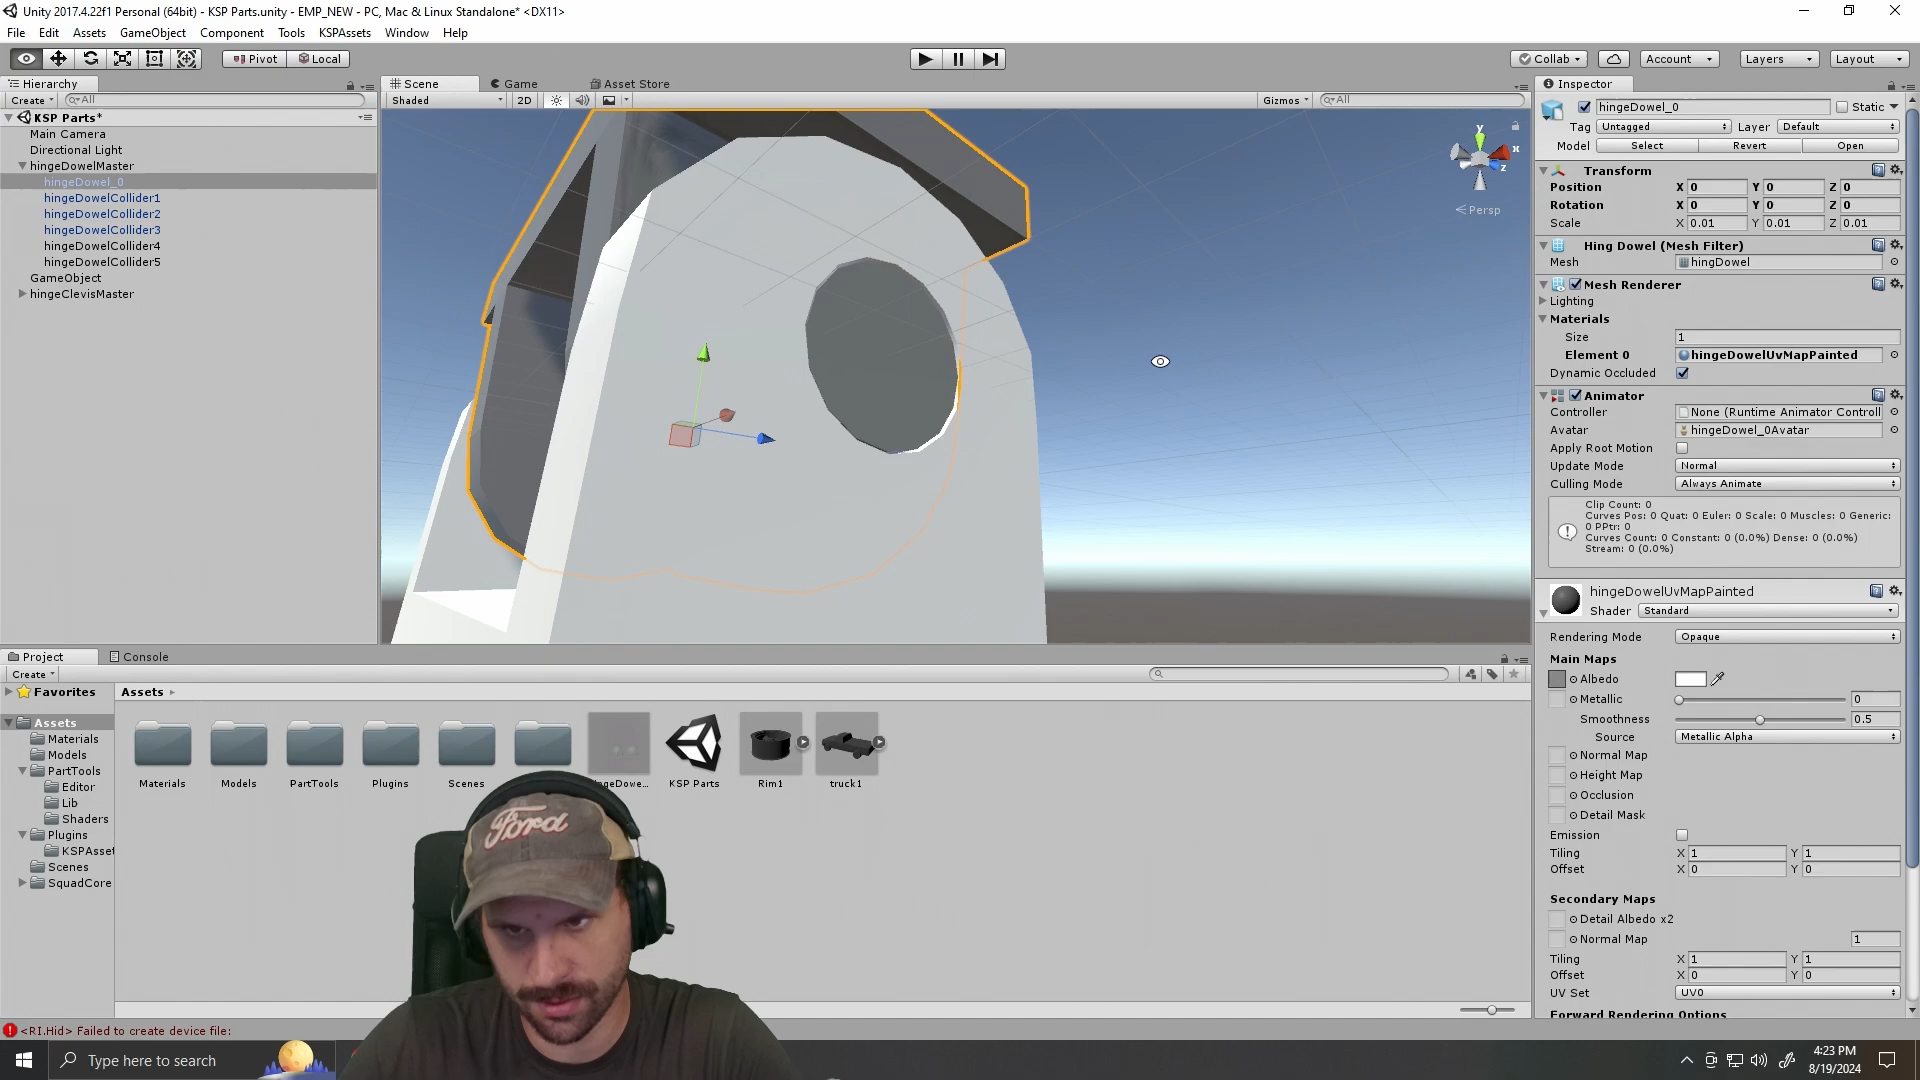 Unity 2017.4.22f1 Personal (64bit) - KSP Parts.unity - EMP_NEW - PC, Mac & Linux Standalone* <DX11>
File Edit Assets GameObject Component Tools KSPAssets Window Help
Pivot Local
Collab Account Layers Layout
Hierarchy
Create All
KSP Parts*
Main Camera
Directional Light
hingeDowelMaster
hingeDowel_0
hingeDowelCollider1
hingeDowelCollider2
hingeDowelCollider3
hingeDowelCollider4
hingeDowelCollider5
GameObject
hingeClevisMaster
Scene Game Asset Store
Shaded 2D Gizmos All
y
x
z
Persp
Inspector
hingeDowel_0 Static
Tag Untagged Layer Default
Model Select Revert Open
Transform
Position X 0 Y 0 Z 0
Rotation X 0 Y 0 Z 0
Scale X 0.01 Y 0.01 Z 0.01
Hing Dowel (Mesh Filter)
Mesh hingDowel
Mesh Renderer
Lighting
Materials
Size 1
Element 0 hingeDowelUvMapPainted
Dynamic Occluded
Animator
Controller None (Runtime Animator Controll
Avatar hingeDowel_0Avatar
Apply Root Motion
Update Mode Normal
Culling Mode Always Animate
Clip Count: 0
Curves Pos: 0 Quat: 0 Euler: 0 Scale: 0 Muscles: 0 Generic:
0 PPtr: 0
Curves Count: 0 Constant: 0 (0.0%) Dense: 0 (0.0%)
Stream: 0 (0.0%)
hingeDowelUvMapPainted
Shader Standard
Rendering Mode Opaque
Main Maps
Albedo
Metallic 0
Smoothness 0.5
Source Metallic Alpha
Normal Map
Height Map
Occlusion
Detail Mask
Emission
Tiling X 1 Y 1
Offset X 0 Y 0
Secondary Maps
Detail Albedo x2
Normal Map 1
Tiling X 1 Y 1
Offset X 0 Y 0
UV Set UV0
Forward Rendering Options
Project Console
Create
Favorites
Assets
Materials
Models
PartTools
Editor
Lib
Shaders
Plugins
KSPAsset
Scenes
SquadCore
Assets
Materials Models PartTools Plugins Scenes ngeDowe... KSP Parts Rim1 truck1
Ford
<RI.Hid> Failed to create device file:
Type here to search
4:23 PM
8/19/2024